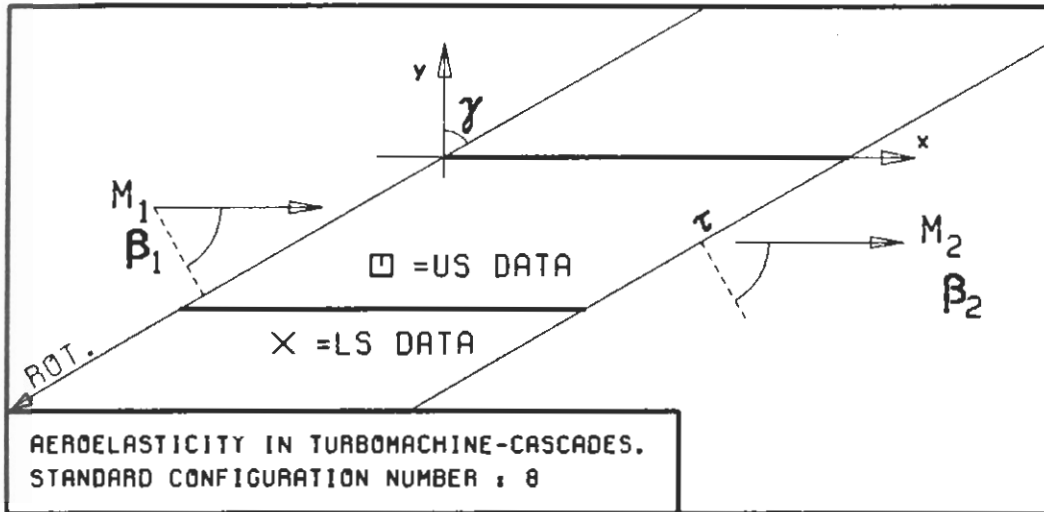 y
γ
x
M₁
β₁
τ
M₂
β₂
=US DATA
=LS DATA
ROT.
AEROELASTICITY IN TURBOMACHINE-CASCADES.
STANDARD CONFIGURATION NUMBER : 8